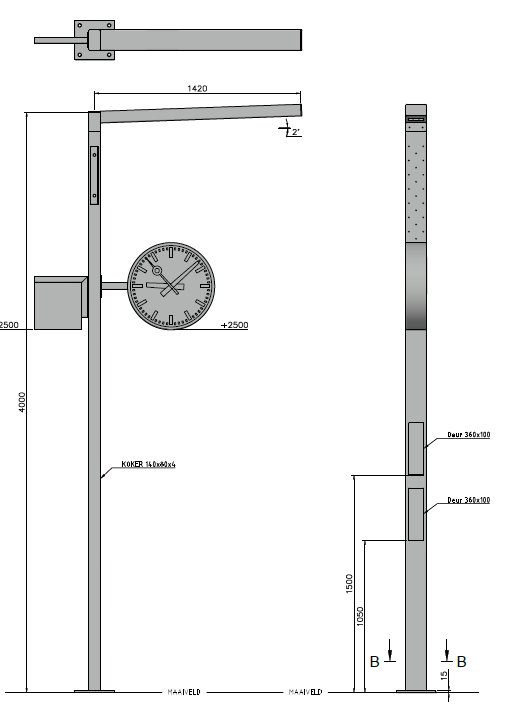 1420
2°
2500
+2500
4000
KOKER 140x80x4
Deur 360x100
Deur 360x100
1500
1050
B
B
15
MAAIVELD
MAAIVELD